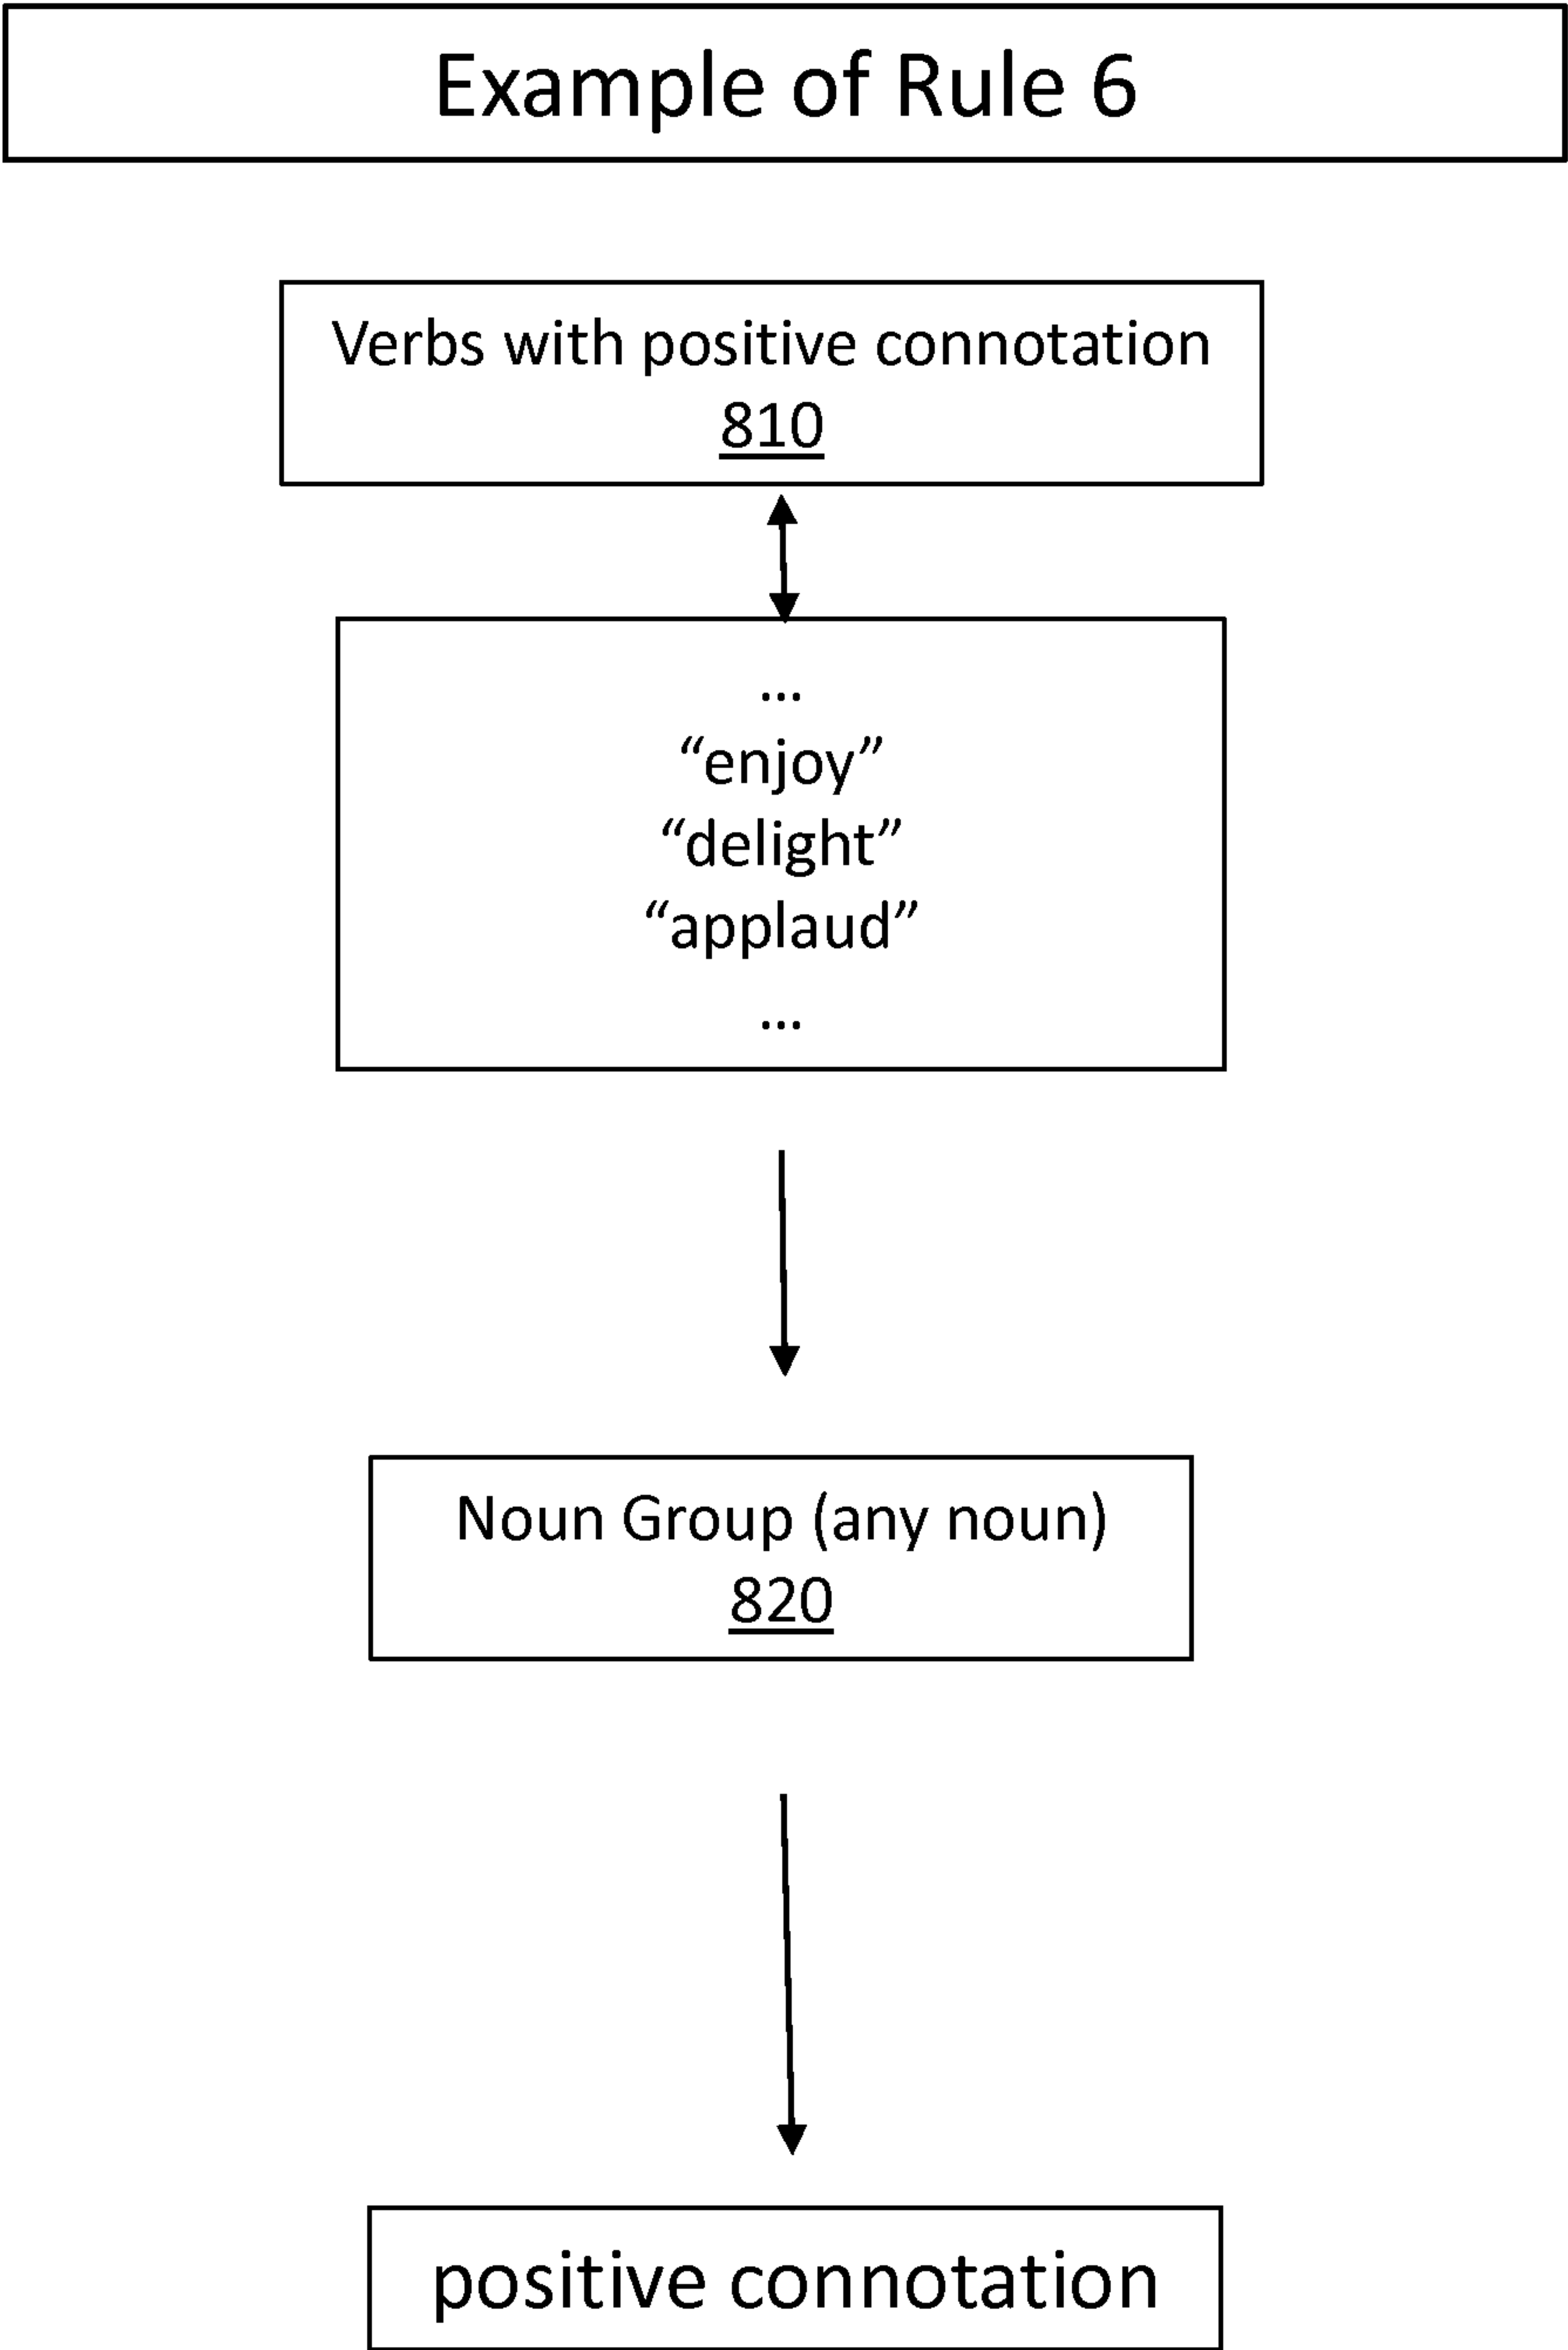 Example of Rule 6
Verbs with positive connotation
810
...
“enjoy”
“delight”
“applaud”
...
Noun Group (any noun)
820
positive connotation